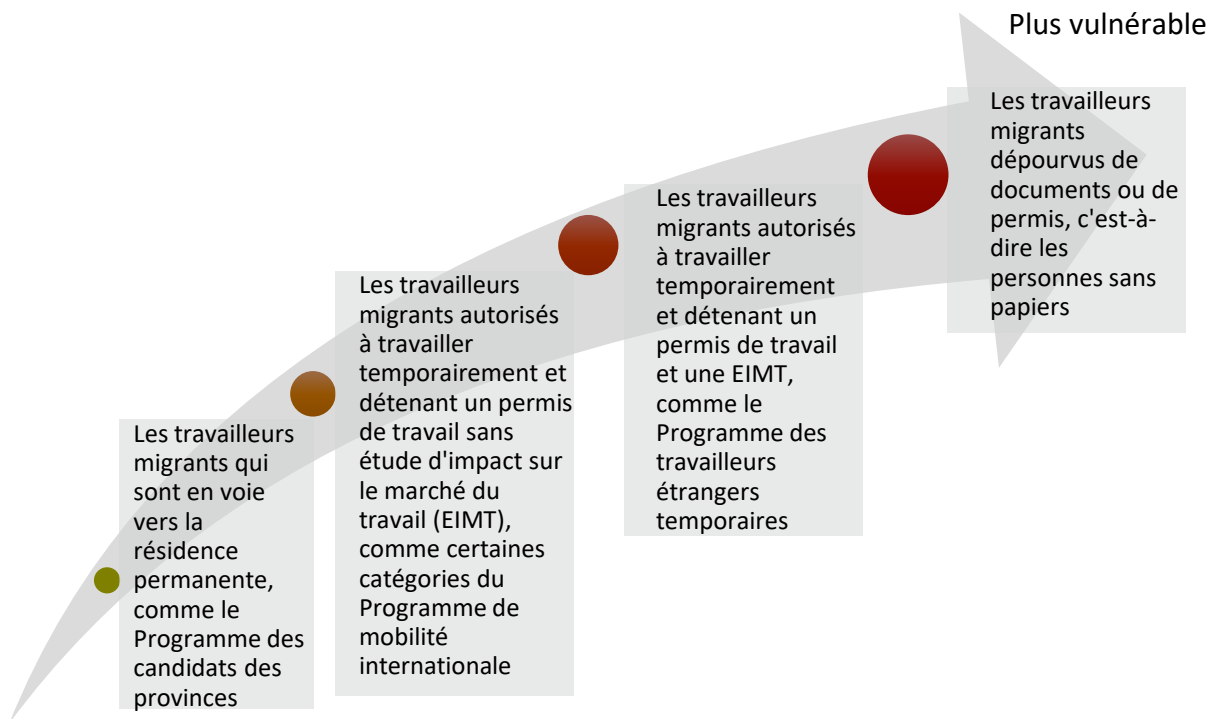 Plus vulnérable
Les travailleurs
migrants qui
sont en voie
vers la
résidence
permanente,
comme le
Programme des
candidats des
provinces
Les travailleurs
migrants autorisés
à travailler
temporairement et
détenant un permis
de travail sans
étude d'impact sur
le marché du
travail (EIMT),
comme certaines
catégories du
Programme de
mobilité
internationale
Les travailleurs
migrants autorisés
à travailler
temporairement
et détenant un
permis de travail
et une EIMT,
comme le
Programme des
travailleurs
étrangers
temporaires
Les travailleurs
migrants
dépourvus de
documents ou de
permis, c'est-à-
dire les
personnes sans
papiers